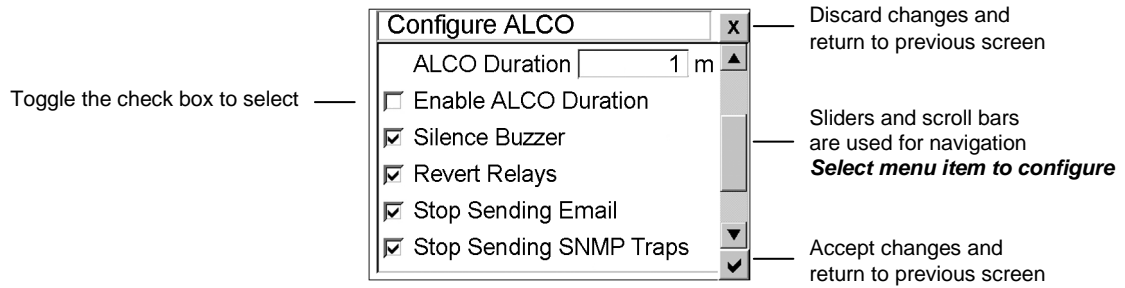 Configure ALCO
X
Discard changes and
return to previous screen
ALCO Duration 1 m
Toggle the check box to select
Enable ALCO Duration
Silence Buzzer
Sliders and scroll bars
are used for navigation
Select menu item to configure
Revert Relays
Stop Sending Email
Stop Sending SNMP Traps
Accept changes and
return to previous screen